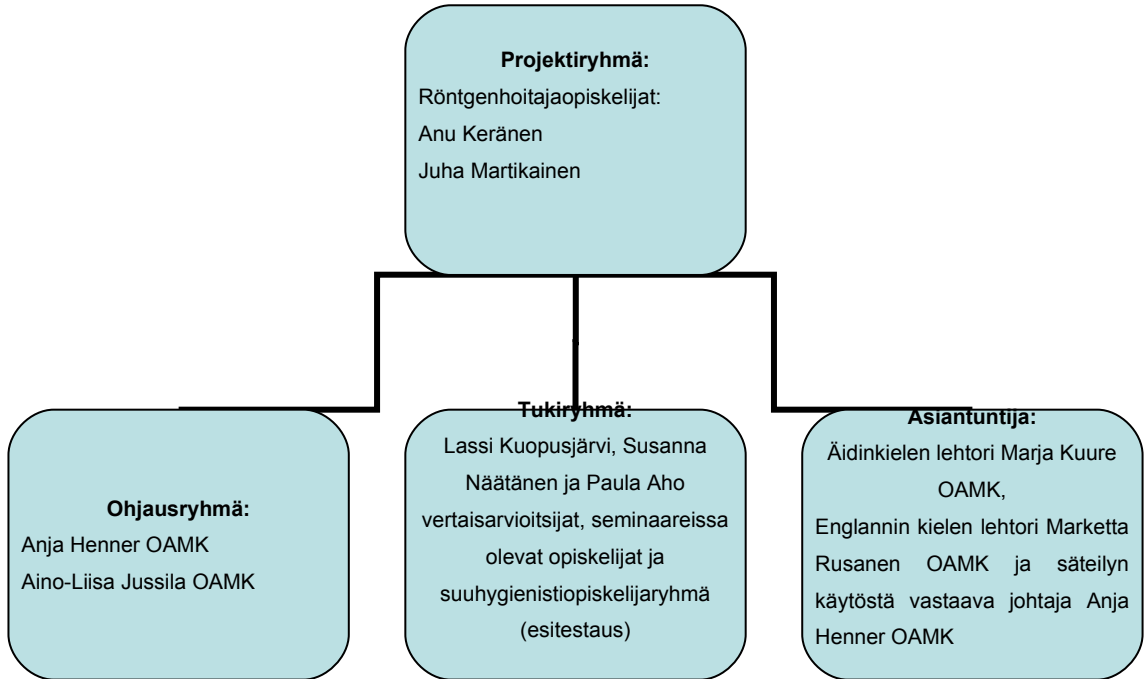 Projektiryhmä:
Röntgenhoitajaopiskelijat:
Anu Keränen
Juha Martikainen
Ohjausryhmä:
Anja Henner OAMK
Aino-Liisa Jussila OAMK
Tukiryhmä:
Lassi Kuopusjärvi, Susanna
Näätänen ja Paula Aho
vertaisarvioitsijat, seminaareissa
olevat opiskelijat ja
suuhygienistiopiskelijaryhmä
(esitestaus)
Asiantuntija:
Äidinkielen lehtori Marja Kuure
OAMK,
Englannin kielen lehtori Marketta
Rusanen OAMK ja säteilyn
käytöstä vastaava johtaja Anja
Henner OAMK